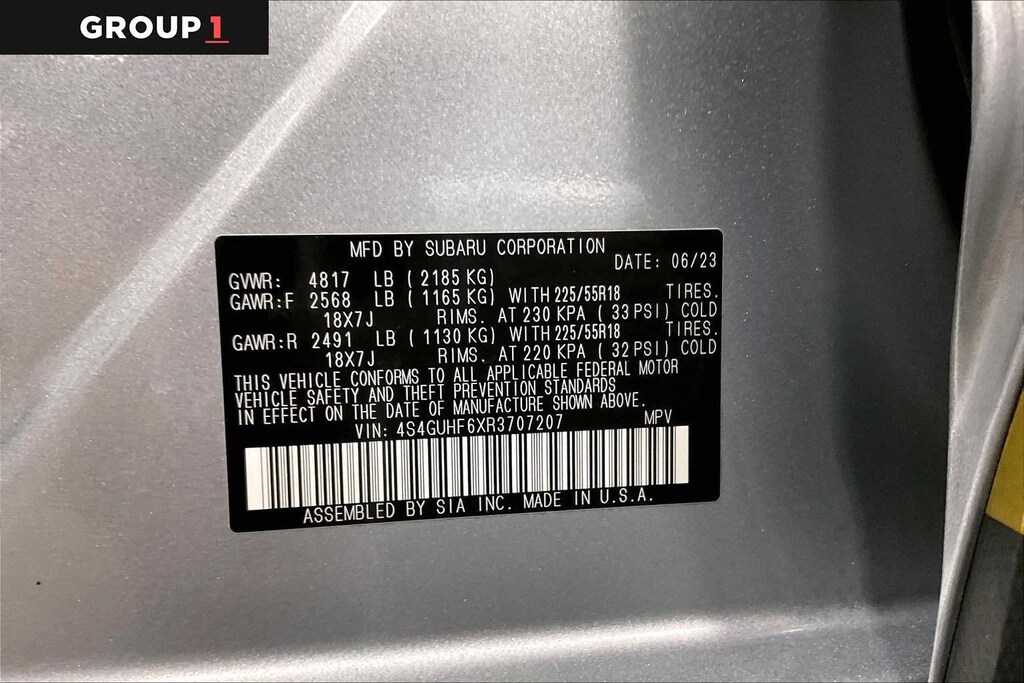 GROUP 1
MFD BY SUBARU CORPORATION
DATE: 06/23
GVWR: 4817 LB ( 2185 KG)
GAWR:F 2568 LB ( 1165 KG) WITH 225/55R18 TIRES.
18X7J RIMS. AT 230 KPA ( 33 PSI) COLD
GAWR:R 2491 LB ( 1130 KG) WITH 225/55R18 TIRES.
18X7J RIMS. AT 220 KPA ( 32 PSI) COLD
THIS VEHICLE CONFORMS TO ALL APPLICABLE FEDERAL MOTOR
VEHICLE SAFETY AND THEFT PREVENTION STANDARDS
IN EFFECT ON THE DATE OF MANUFACTURE SHOWN ABOVE.
VIN: 4S4GUHF6XR3707207 MPV
ASSEMBLED BY SIA INC. MADE IN U.S.A.